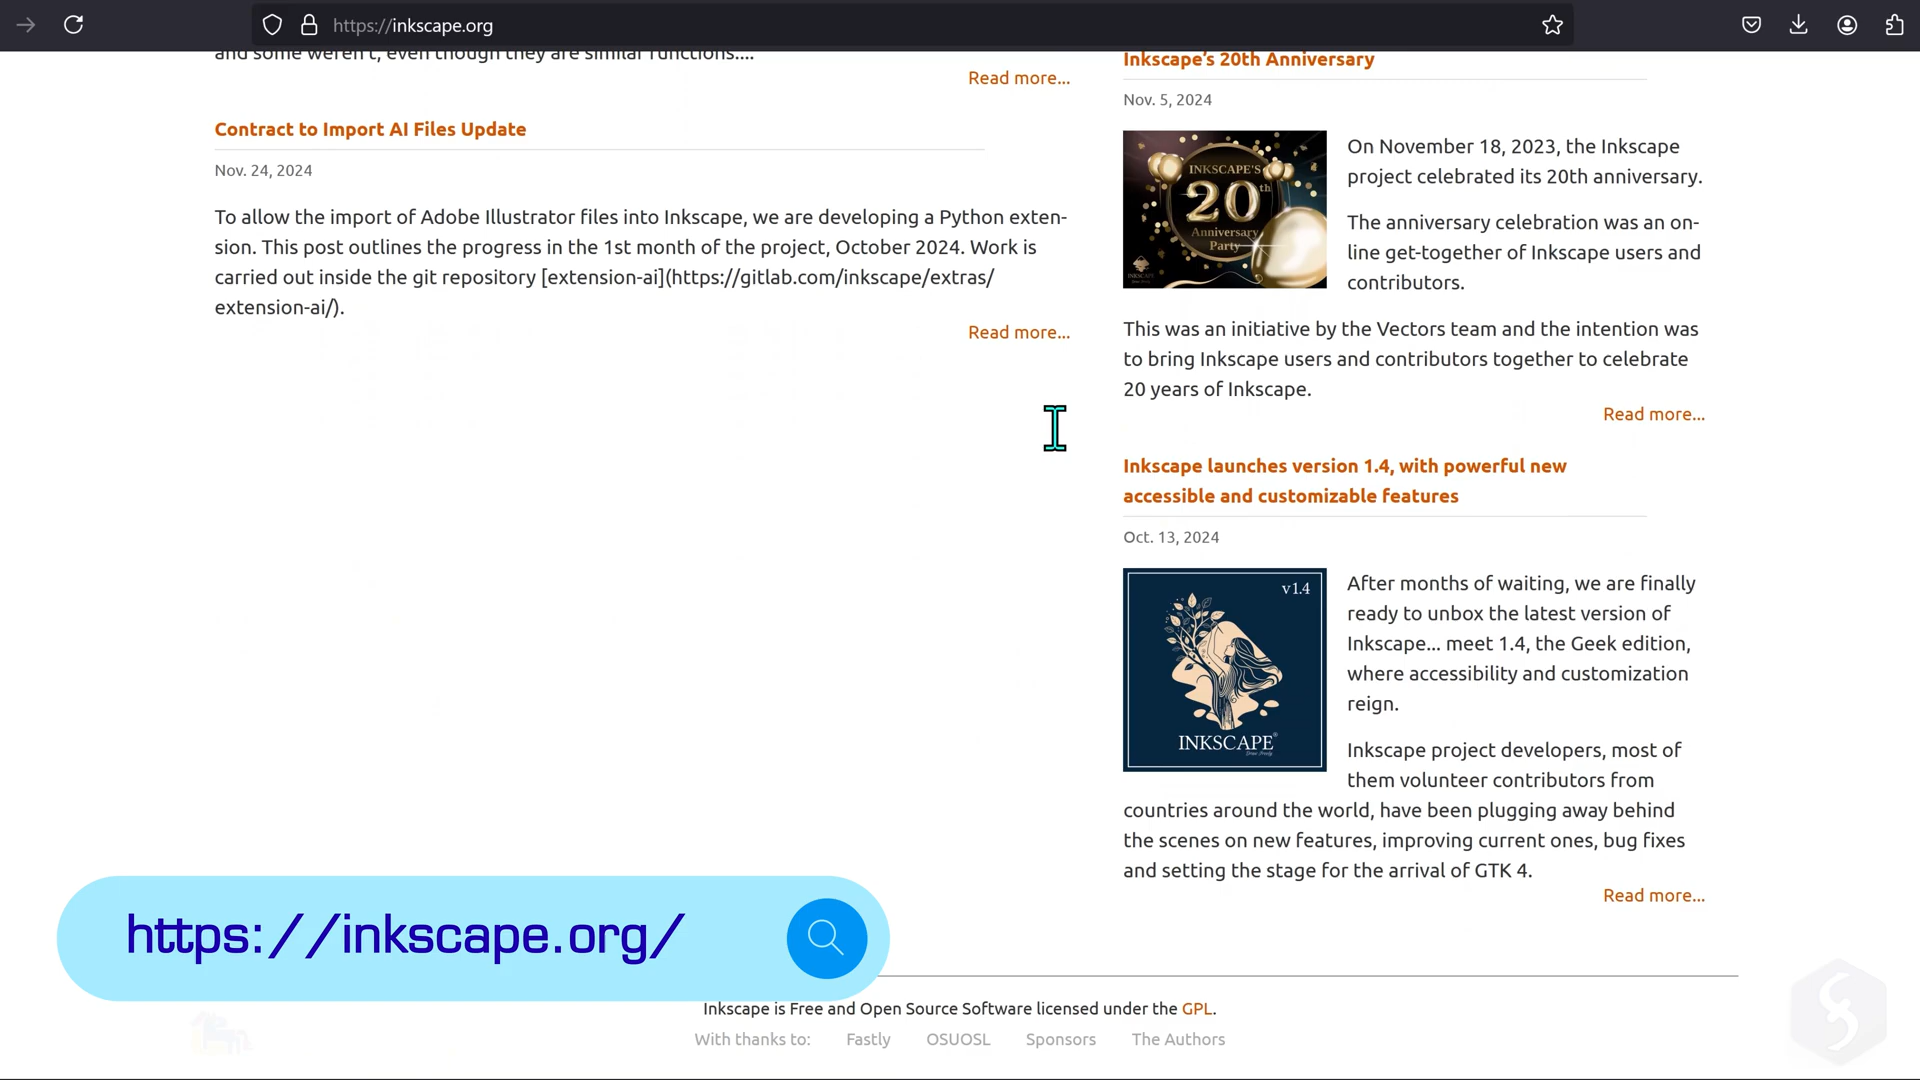 https://inkscape.org
and some weren't, even though they are similar functions....
Read more...
Contract to Import AI Files Update
Nov. 24, 2024
To allow the import of Adobe Illustrator files into Inkscape, we are developing a Python exten-
sion. This post outlines the progress in the 1st month of the project, October 2024. Work is
carried out inside the git repository [extension-ai](https://gitlab.com/inkscape/extras/
extension-ai/).
Read more...
Inkscape's 20th Anniversary
Nov. 5, 2024
INKSCAPE'S
20th
Anniversary
Party
On November 18, 2023, the Inkscape
project celebrated its 20th anniversary.
The anniversary celebration was an on-
line get-together of Inkscape users and
contributors.
This was an initiative by the Vectors team and the intention was
to bring Inkscape users and contributors together to celebrate
20 years of Inkscape.
Read more...
Inkscape launches version 1.4, with powerful new
accessible and customizable features
Oct. 13, 2024
v1.4
INKSCAPE
After months of waiting, we are finally
ready to unbox the latest version of
Inkscape... meet 1.4, the Geek edition,
where accessibility and customization
reign.
Inkscape project developers, most of
them volunteer contributors from
countries around the world, have been plugging away behind
the scenes on new features, improving current ones, bug fixes
and setting the stage for the arrival of GTK 4.
Read more...
https://inkscape.org/
Inkscape is Free and Open Source Software licensed under the GPL.
With thanks to: Fastly OSUOSL Sponsors The Authors